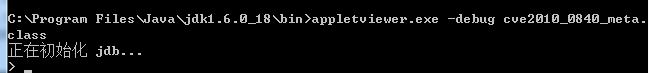 C:\Program Files\Java\jdk1.6.0_18\bin>appletviewer.exe -debug cve2010_0840_meta.
class
正在初始化 jdb...
>